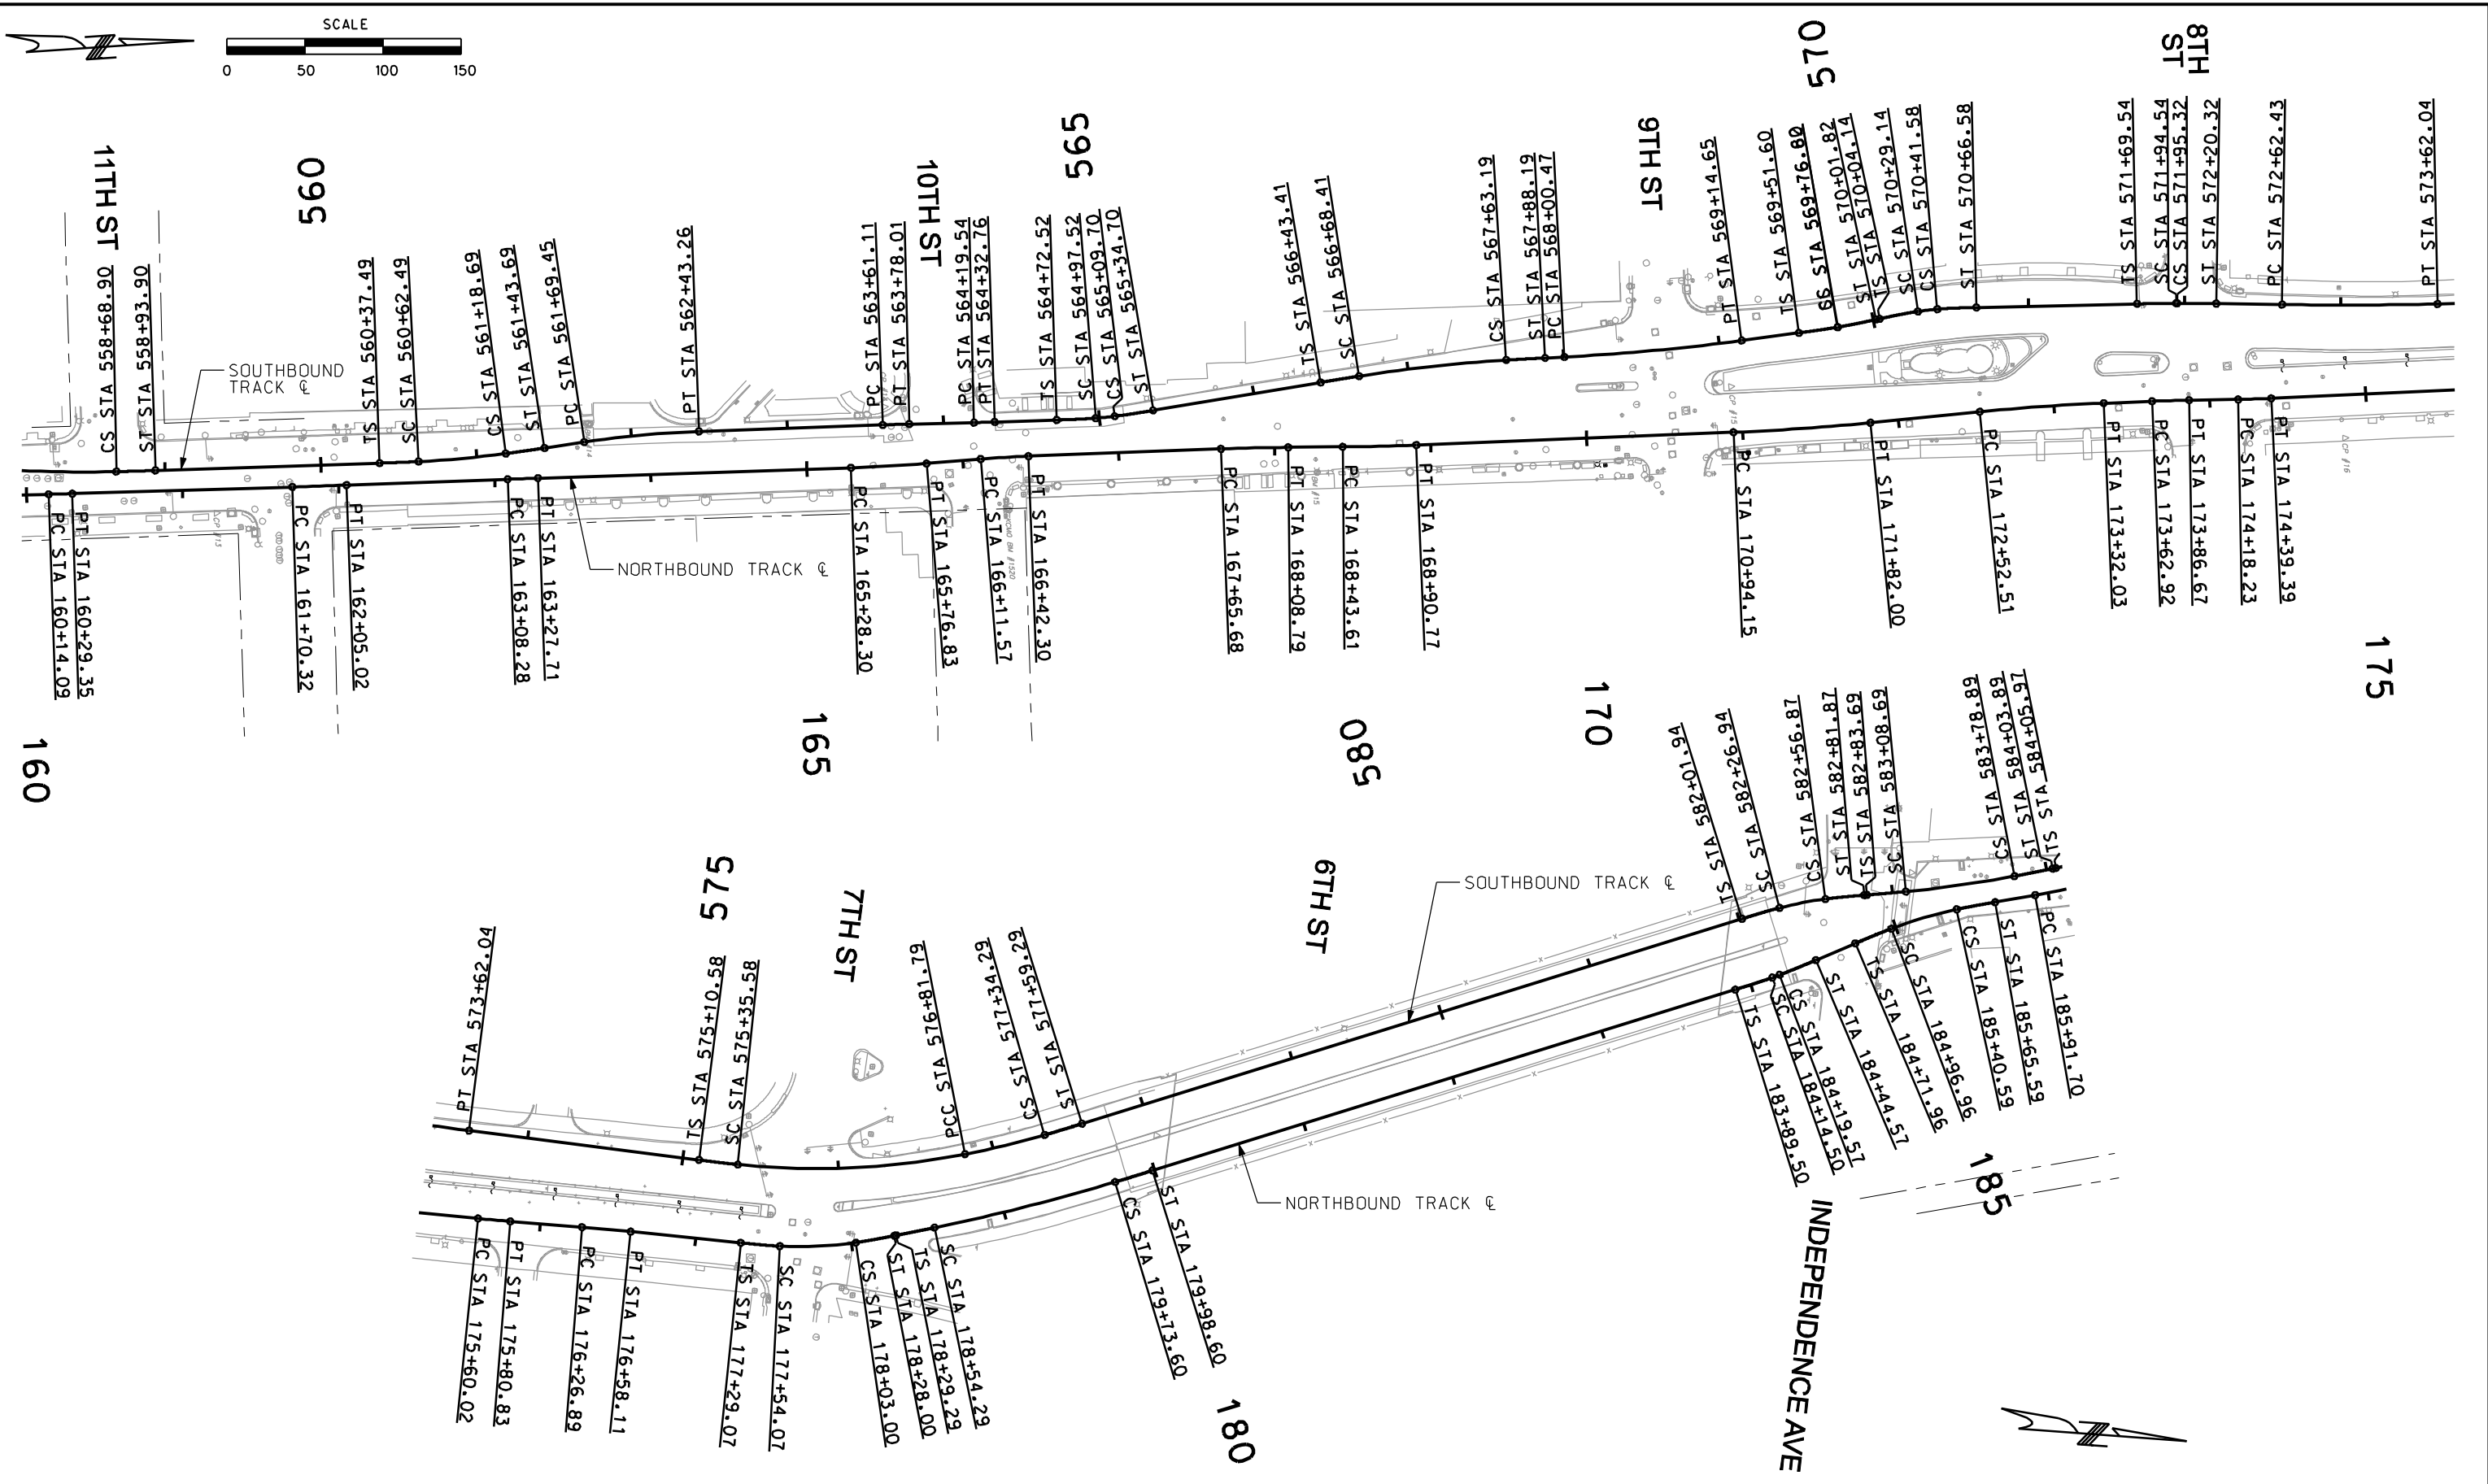 SCALE
0 50 100 150
11TH ST
560
10TH ST
565
9TH ST
570
8TH
ST
CS STA 558+68.90
ST STA 558+93.90
TS STA 560+37.49
SC STA 560+62.49
CS STA 561+18.69
ST STA 561+43.69
PC STA 561+69.45
PT STA 562+43.26
PC STA 563+61.11
PT STA 563+78.01
PC STA 564+19.54
PT STA 564+32.76
TS STA 564+72.52
SC STA 564+97.52
CS STA 565+09.70
ST STA 565+34.70
TS STA 566+43.41
SC STA 566+68.41
CS STA 567+63.19
ST STA 567+88.19
PC STA 568+00.47
PT STA 569+14.65
TS STA 569+51.60
STA 569+76.
ST STA 570+01.82
TS STA 570+04.14
SC STA 570+29.14
CS STA 570+41.58
ST STA 570+66.58
TS STA 571+69.54
SC STA 571+94.54
CS STA 571+95.32
ST STA 572+20.32
PC STA 572+62.43
PT STA 573+62.04
SOUTHBOUND
TRACK ℄
NORTHBOUND TRACK ℄
PC STA 160+14.09
PT STA 160+29.35
PC STA 161+70.32
PT STA 162+05.02
PC STA 163+08.28
PT STA 163+27.71
PC STA 165+28.30
PT STA 165+76.83
PC STA 166+11.57
PT STA 166+42.30
PC STA 167+65.68
PT STA 168+08.79
PC STA 168+43.61
PT STA 168+90.77
PC STA 170+94.15
PT STA 171+82.00
PC STA 172+52.51
PT STA 173+32.03
PC STA 173+62.92
PT STA 173+86.67
PC STA 174+18.23
PT STA 174+39.39
160
165
170
175
575
7TH ST
6TH ST
580
PT STA 573+62.04
TS STA 575+10.58
SC STA 575+35.58
PCC STA 576+81.79
CS STA 577+34.29
ST STA 577+59.29
SOUTHBOUND TRACK ℄
TS STA 582+01.94
SC STA 582+26.94
CS STA 582+56.87
ST STA 582+81.87
TS STA 582+83.69
SC STA 583+08.69
CS STA 583+78.89
ST STA 584+03.89
TS STA 584+05.97
NORTHBOUND TRACK ℄
PC STA 175+60.02
PT STA 175+80.83
PC STA 176+26.89
PT STA 176+58.11
TS STA 177+29.07
SC STA 177+54.07
CS STA 178+03.00
ST STA 178+28.00
TS STA 178+29.29
SC STA 178+54.29
CS STA 179+73.60
ST STA 179+98.60
TS STA 183+89.50
SC STA 184+14.50
CS STA 184+19.57
ST STA 184+44.57
TS STA 184+71.96
SC STA 184+96.96
CS STA 185+40.59
ST STA 185+65.59
PC STA 185+91.70
180
185
INDEPENDENCE AVE